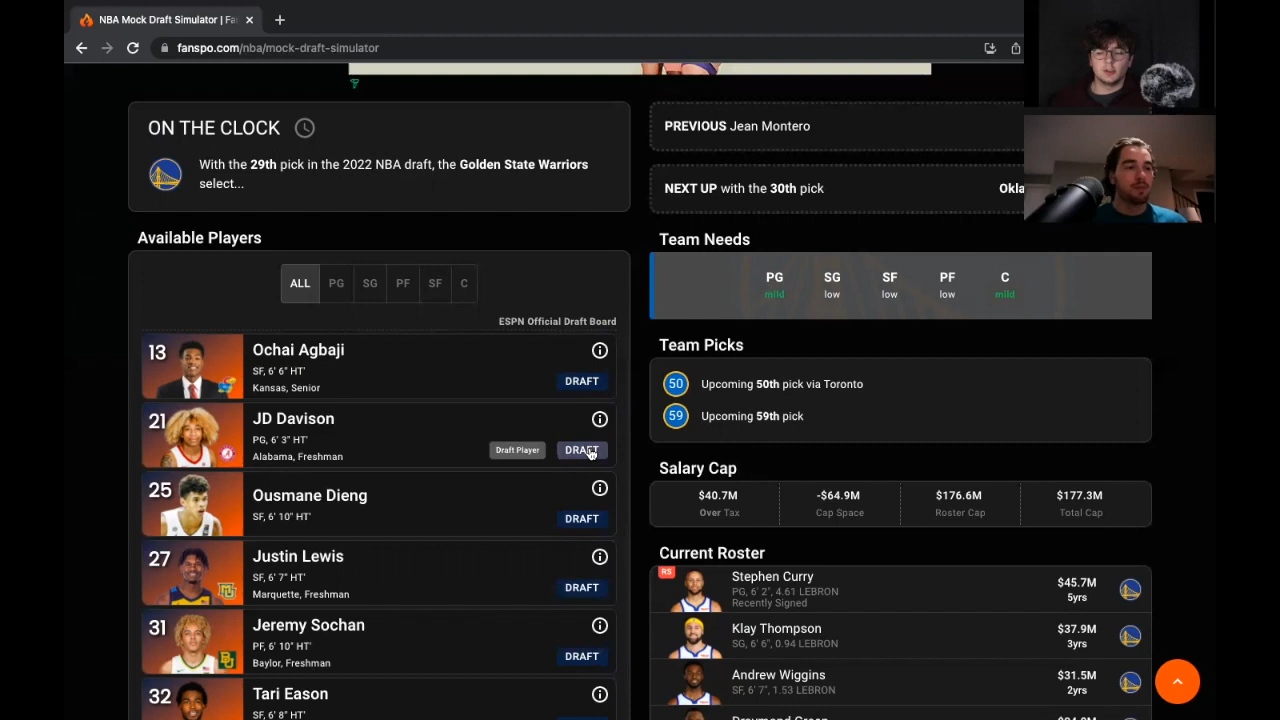 NBA Mock Draft Simulator | Fa
fanspo.com/nba/mock-draft-simulator
ON THE CLOCK
With the 29th pick in the 2022 NBA draft, the Golden State Warriors
select...
PREVIOUS Jean Montero
NEXT UP with the 30th pick
Okla
Available Players
ALL PG SG PF SF C
ESPN Official Draft Board
13
Ochai Agbaji
SF, 6' 6" HT'
Kansas, Senior
DRAFT
21
JD Davison
PG, 6' 3" HT'
Alabama, Freshman
Draft Player
DRAFT
25
Ousmane Dieng
SF, 6' 10" HT'
DRAFT
27
Justin Lewis
SF, 6' 7" HT'
Marquette, Freshman
DRAFT
31
Jeremy Sochan
PF, 6' 10" HT'
Baylor, Freshman
DRAFT
32
Tari Eason
SF, 6' 8" HT'
Team Needs
PG SG SF PF C
mild low low low mild
Team Picks
50 Upcoming 50th pick via Toronto
59 Upcoming 59th pick
Salary Cap
$40.7M -$64.9M $176.6M $177.3M
Over Tax Cap Space Roster Cap Total Cap
Current Roster
RS
Stephen Curry
PG, 6' 2", 4.61 LEBRON
Recently Signed
$45.7M
5yrs
Klay Thompson
SG, 6' 6", 0.94 LEBRON
$37.9M
3yrs
Andrew Wiggins
SF, 6' 7", 1.53 LEBRON
$31.5M
2yrs